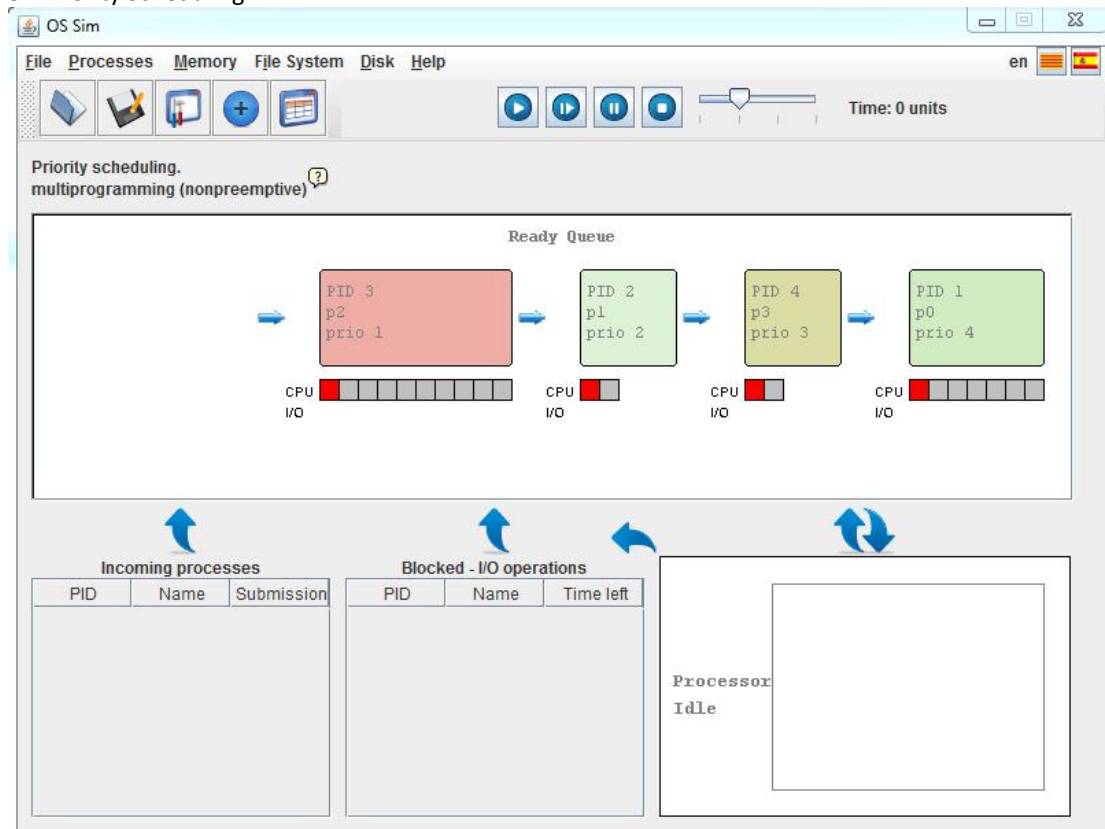 OS Sim
File Processes Memory File System Disk Help
en
Time: 0 units
Priority scheduling.
multiprogramming (nonpreemptive)
?
Ready Queue
PID 3
p2
prio 1
CPU
I/O
PID 2
p1
prio 2
CPU
I/O
PID 4
p3
prio 3
CPU
I/O
PID 1
p0
prio 4
CPU
I/O
Incoming processes
PID Name Submission
Blocked - I/O operations
PID Name Time left
Processor
Idle